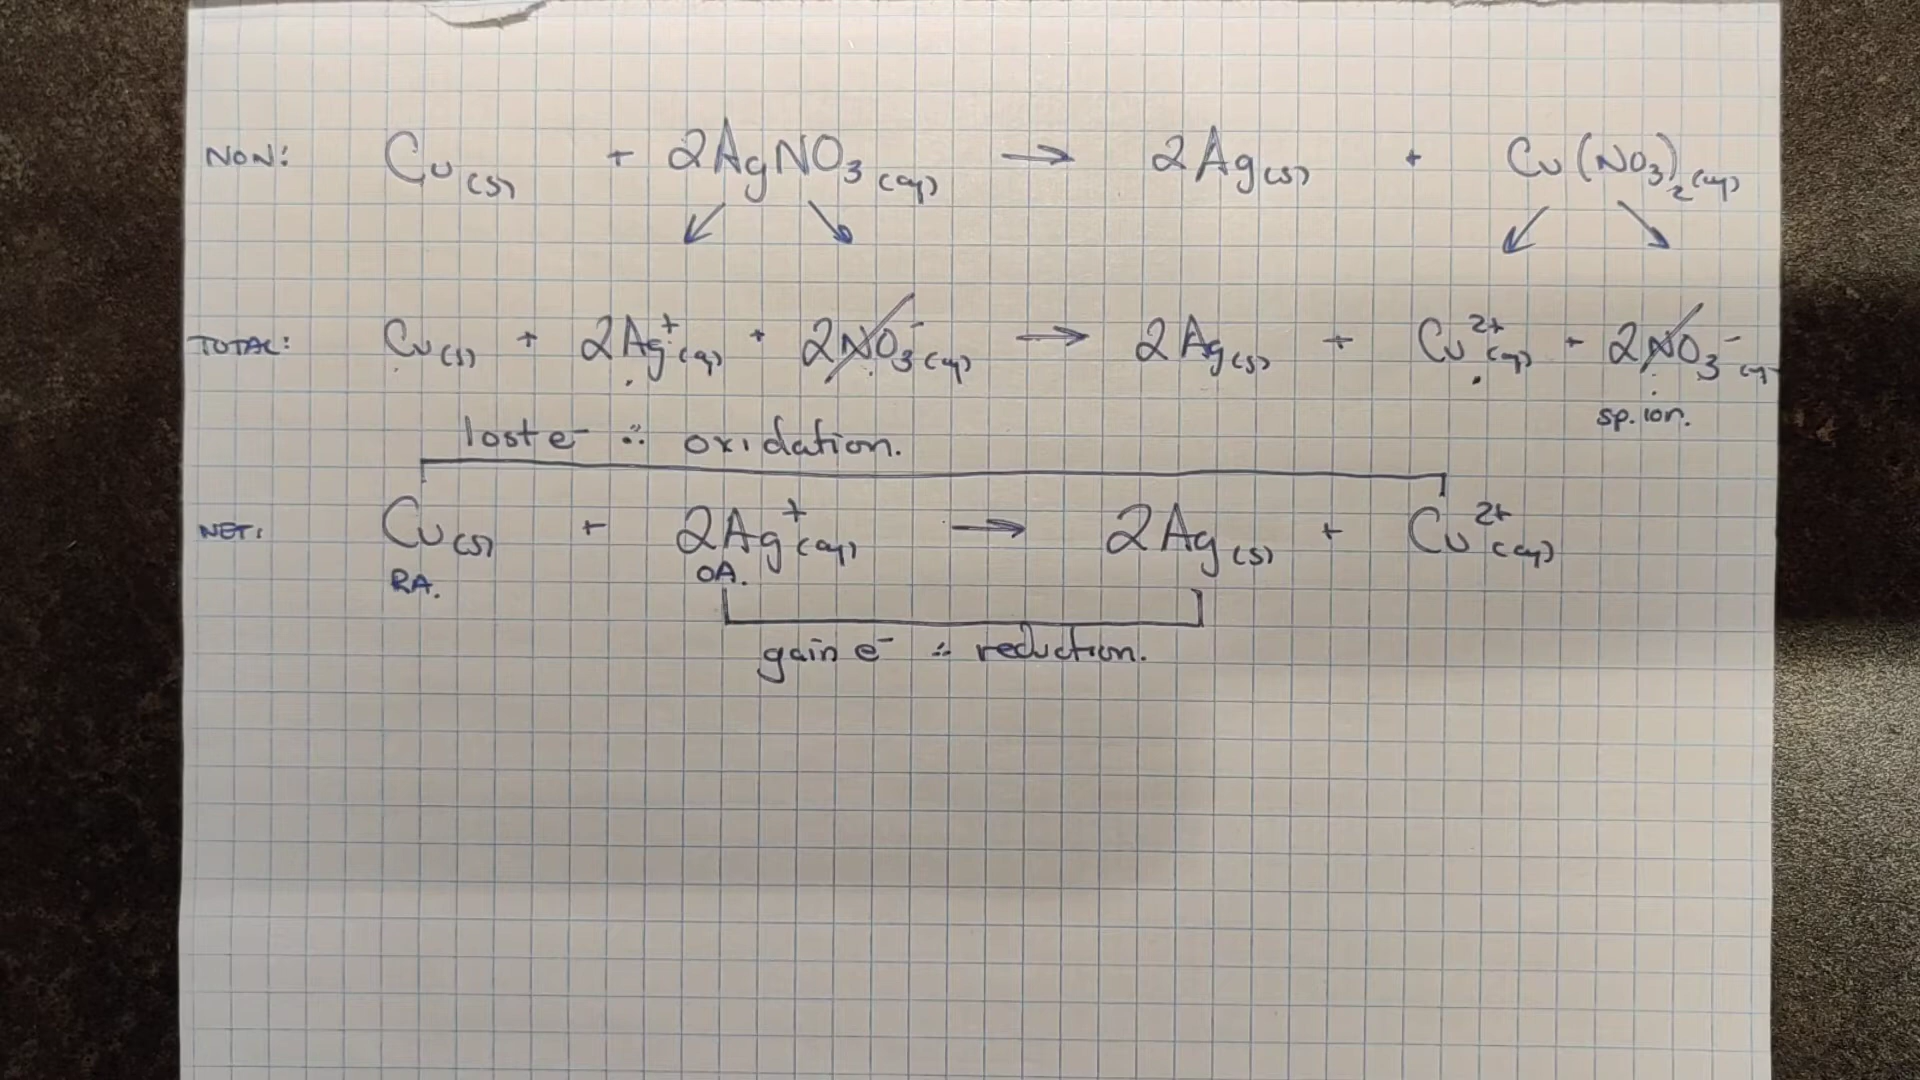 NON: Cu(s) + 2AgNO₃(aq) → 2Ag(s) + Cu(NO₃)₂(aq)
TOTAL: Cu(s) + 2Ag⁺(aq) + 2NO₃⁻(aq) → 2Ag(s) + Cu²⁺(aq) + 2NO₃⁻(aq)
sp. ion.
lost e⁻ ∴ oxidation.
NET: Cu(s) + 2Ag⁺(aq) → 2Ag(s) + Cu²⁺(aq)
RA. OA.
gain e⁻ ∴ reduction.